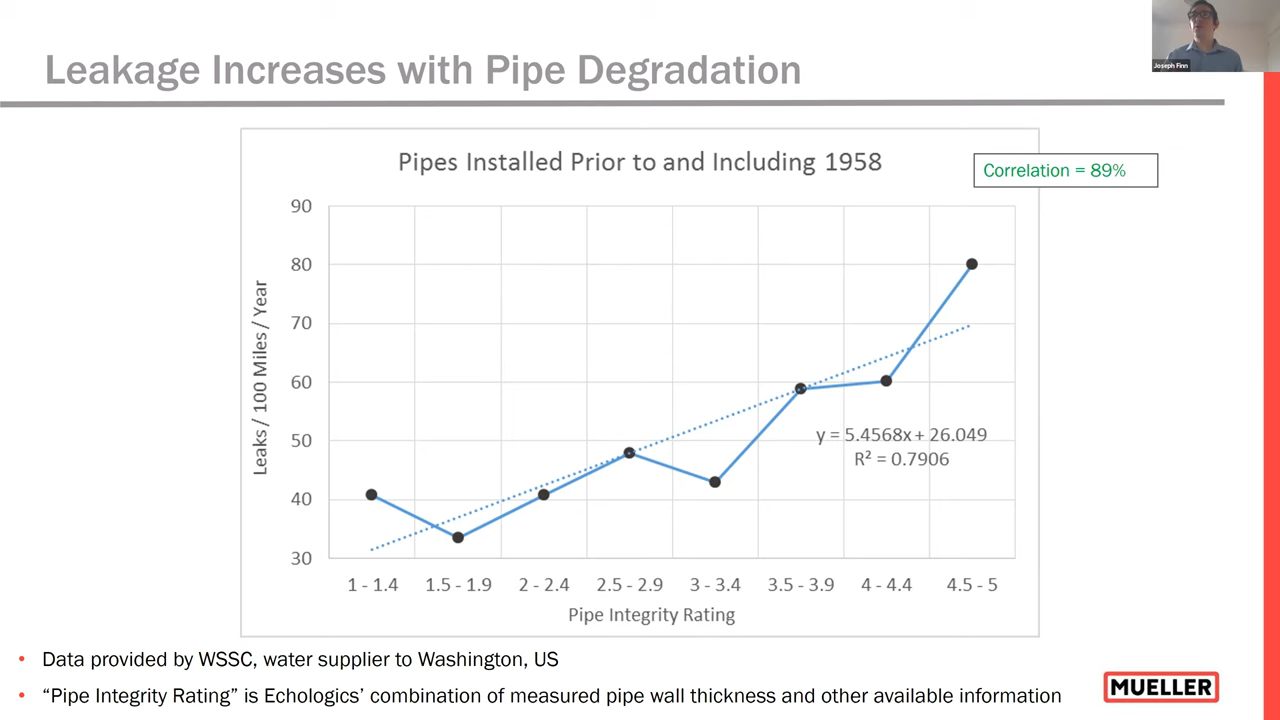 Leakage Increases with Pipe Degradation
Joseph Finn
Pipes Installed Prior to and Including 1958
Correlation = 89%
90
80
70
60
50
40
30
Leaks / 100 Miles / Year
y = 5.4568x + 26.049
R² = 0.7906
1 - 1.4 1.5 - 1.9 2 - 2.4 2.5 - 2.9 3 - 3.4 3.5 - 3.9 4 - 4.4 4.5 - 5
Pipe Integrity Rating
• Data provided by WSSC, water supplier to Washington, US
• “Pipe Integrity Rating” is Echologics’ combination of measured pipe wall thickness and other available information
MUELLER